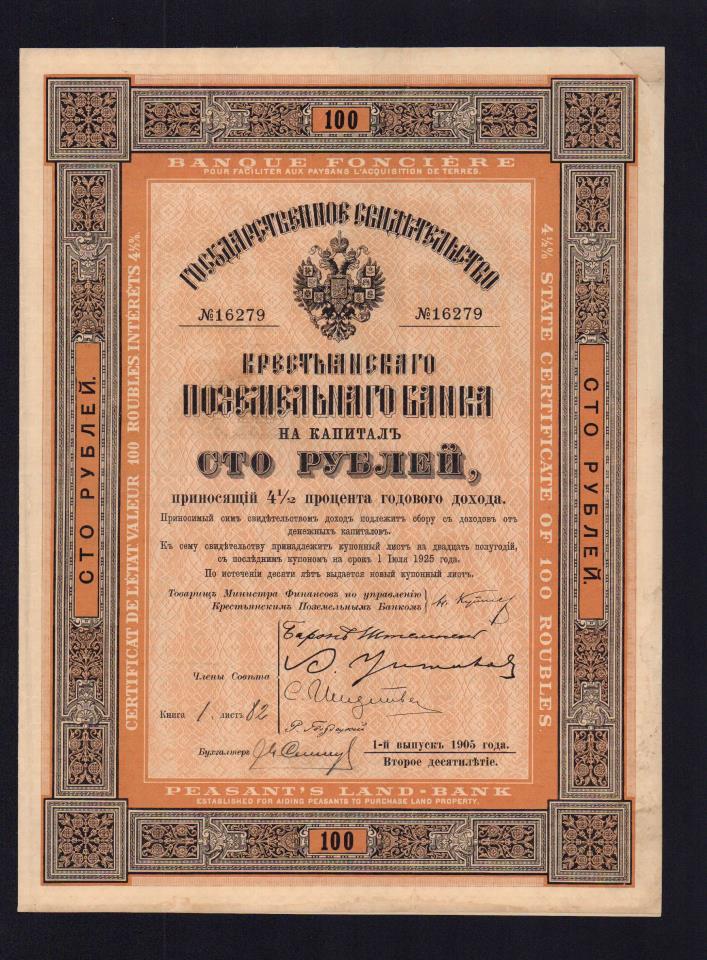 100
BANQUE FONCIÈRE
POUR FACILITER AUX PAYSANS L'ACQUISITION DE TERRES.
ГОСУДАРСТВЕННОЕ СВИДѢТЕЛЬСТВО
№16279
№16279
КРЕСТЬЯНСКАГО
ПОЗЕМЕЛЬНАГО БАНКА
НА КАПИТАЛЪ
СТО РУБЛЕЙ,
приносящій 4½ процента годового дохода.
Приносимый симъ свидѣтельствомъ доходъ подлежитъ сбору съ доходовъ отъ
денежныхъ капиталовъ.
Къ сему свидѣтельству принадлежитъ купонный листъ на двадцать полугодій,
съ послѣднимъ купономъ на срокъ 1 Іюля 1925 года.
По истеченіи десяти лѣтъ выдается новый купонный листъ.
Товарищъ Министра Финансовъ по управленію
Крестьянскимъ Поземельнымъ Банкомъ
Баронъ
Члены Совѣта
С.
Книга 1, листъ 82
Р.
Бухгалтеръ
1-й выпускъ 1905 года.
Второе десятилѣтіе.
PEASANT'S LAND-BANK
ESTABLISHED FOR AIDING PEASANTS TO PURCHASE LAND PROPERTY.
100
СТО РУБЛЕЙ.
CERTIFICAT DE L'ÉTAT VALEUR 100 ROUBLES INTERÊTS 4½%.
4½% STATE CERTIFICATE OF 100 ROUBLES.
СТО РУБЛЕЙ.